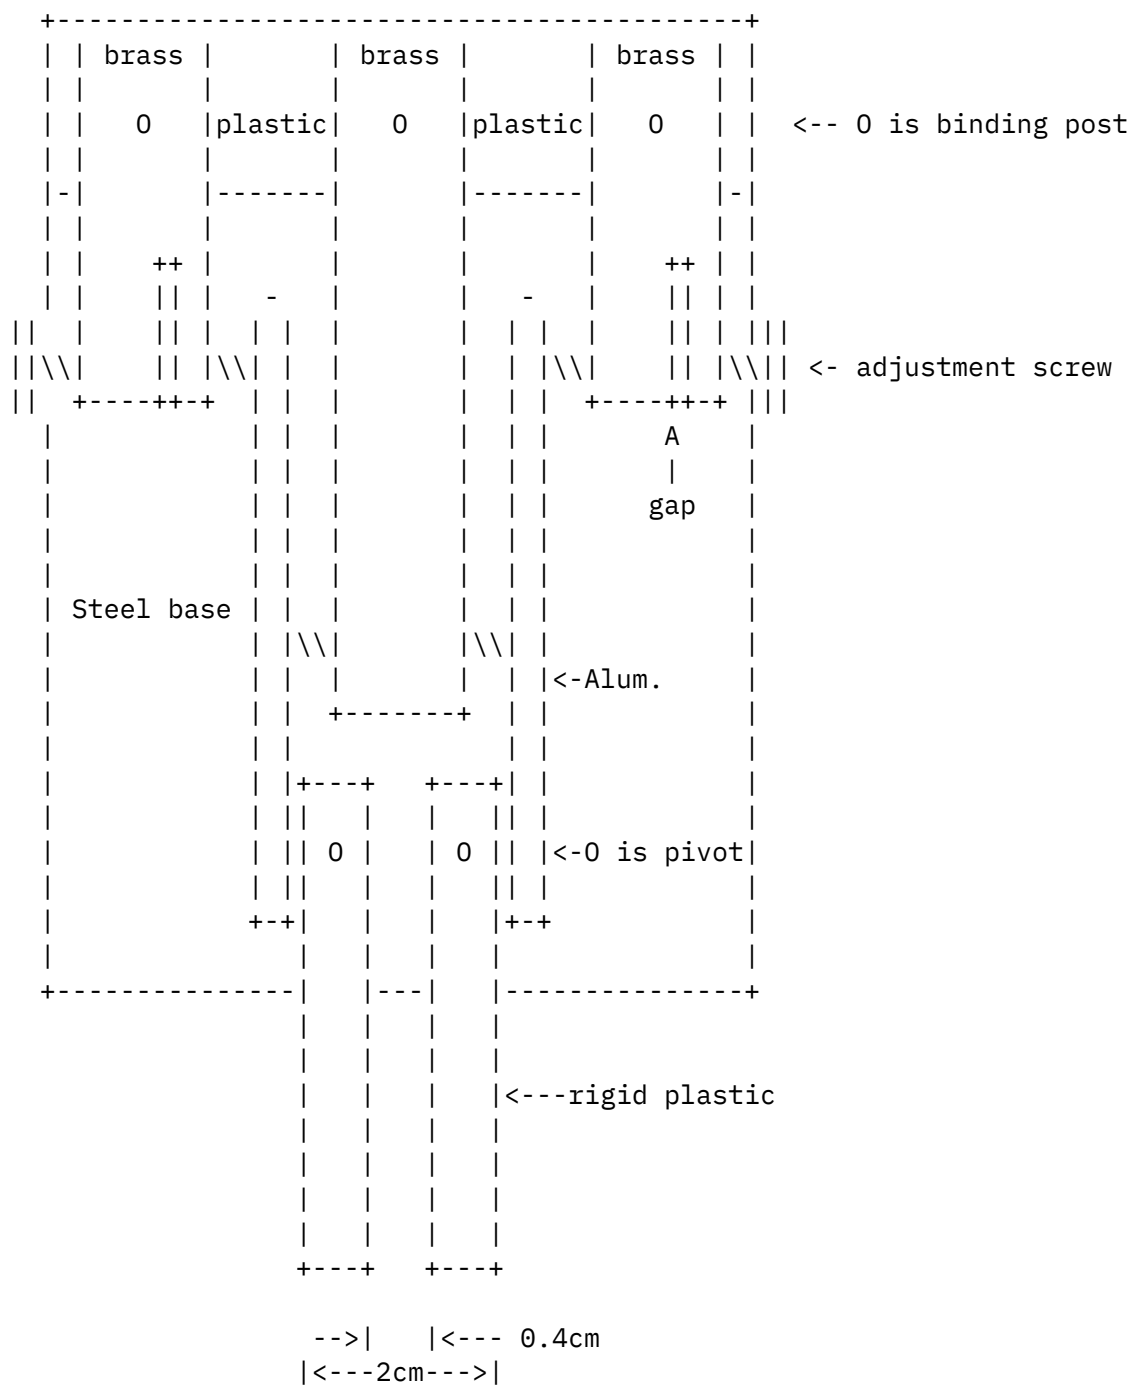 +--------------------------------------------+
| | brass |       | brass |       | brass | |
| |       |       |       |       |       | |
| |   O   |plastic|   O   |plastic|   O   | |  <-- O is binding post
| |       |       |       |       |       | |
|-|       |-------|       |-------|       |-|
| |       |       |       |       |       | |
| |    ++ |       |       |       |    ++ | |
| |    || |   -   |       |   -   |    || | |
||  |    || |  | |  |       |  | |  |    || | |||
||\\|    || |\\| |  |       |  | |\\|    || |\\|| <- adjustment screw
||  +----++-+  | |  |       |  | |  +----++-+ |||
|            | |  |       |  | |       A    |
|            | |  |       |  | |       |    |
|            | |  |       |  | |      gap   |
|            | |  |       |  | |            |
|            | |  |       |  | |            |
| Steel base | |  |       |  | |            |
|            | |\\|       |\\| |            |
|            | |  |       |  | |<-Alum.     |
|            | |  +-------+  | |            |
|            | |             | |            |
|            | |+---+   +---+| |            |
|            | ||   |   |   || |            |
|            | || O |   | O || |<-O is pivot|
|            | ||   |   |   || |            |
|            +-+|   |   |   |+-+            |
|               |   |   |   |               |
+---------------|   |---|   |---------------+
|   |   |   |
|   |   |   |
|   |   |   |<---rigid plastic
|   |   |   |
|   |   |   |
|   |   |   |
|   |   |   |
+---+   +---+
-->|   |<--- 0.4cm
|<---2cm--->|